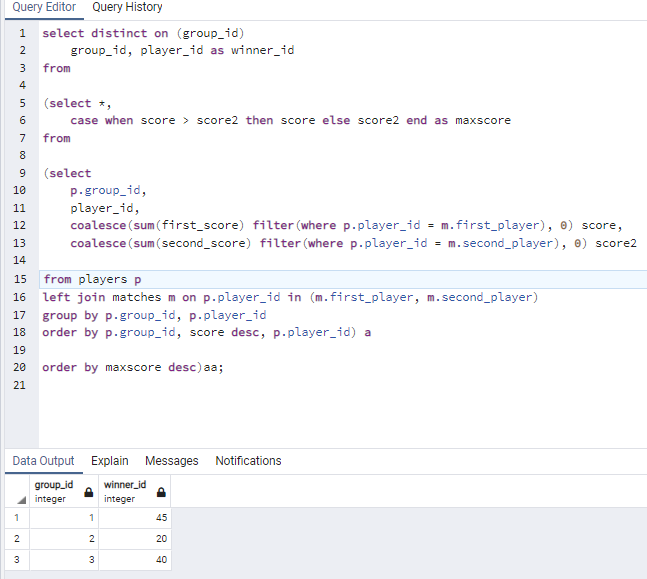 Query Editor Query History
1 select distinct on (group_id)
2 group_id, player_id as winner_id
3 from
4
5 (select *,
6 case when score > score2 then score else score2 end as maxscore
7 from
8
9 (select
10 p.group_id,
11 player_id,
12 coalesce(sum(first_score) filter(where p.player_id = m.first_player), 0) score,
13 coalesce(sum(second_score) filter(where p.player_id = m.second_player), 0) score2
14
15 from players p
16 left join matches m on p.player_id in (m.first_player, m.second_player)
17 group by p.group_id, p.player_id
18 order by p.group_id, score desc, p.player_id) a
19
20 order by maxscore desc)aa;
21
Data Output Explain Messages Notifications
group_id winner_id
integer integer
1 1 45
2 2 20
3 3 40